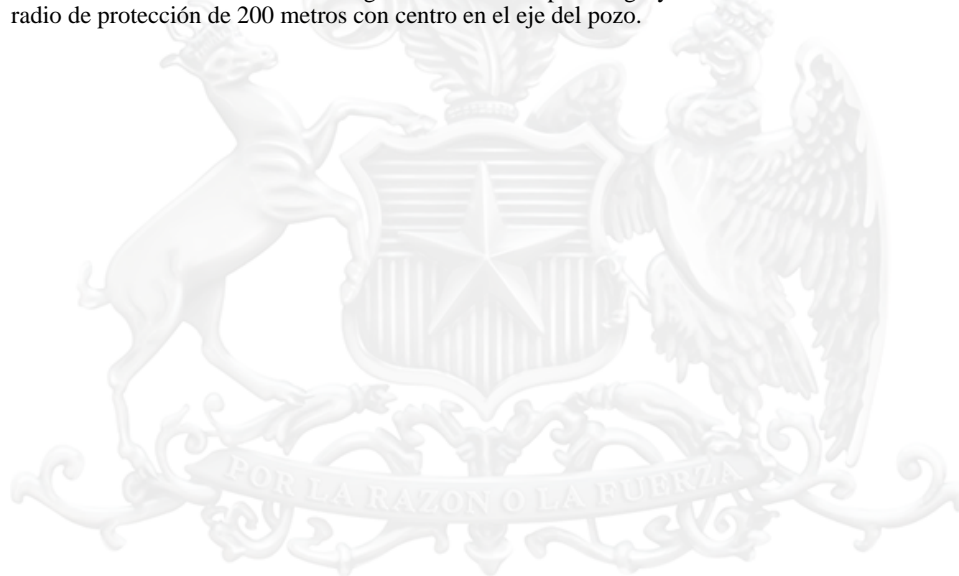 radio de protección de 200 metros con centro en el eje del pozo.
POR LA RAZON O LA FUERZA